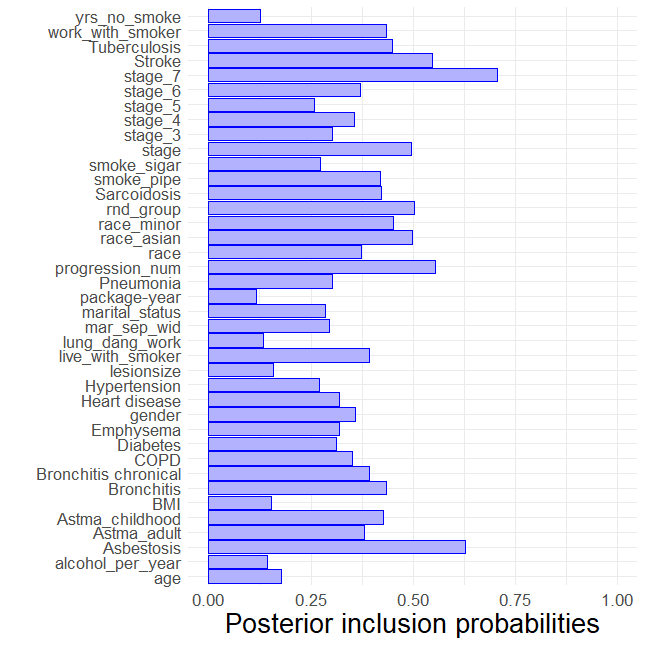 yrs_no_smoke
work_with_smoker
Tuberculosis
Stroke
stage_7
stage_6
stage_5
stage_4
stage_3
stage
smoke_sigar
smoke_pipe
Sarcoidosis
rnd_group
race_minor
race_asian
race
progression_num
Pneumonia
package-year
marital_status
mar_sep_wid
lung_dang_work
live_with_smoker
lesionsize
Hypertension
Heart disease
gender
Emphysema
Diabetes
COPD
Bronchitis chronical
Bronchitis
BMI
Astma_childhood
Astma_adult
Asbestosis
alcohol_per_year
age
0.00 0.25 0.50 0.75 1.00
Posterior inclusion probabilities